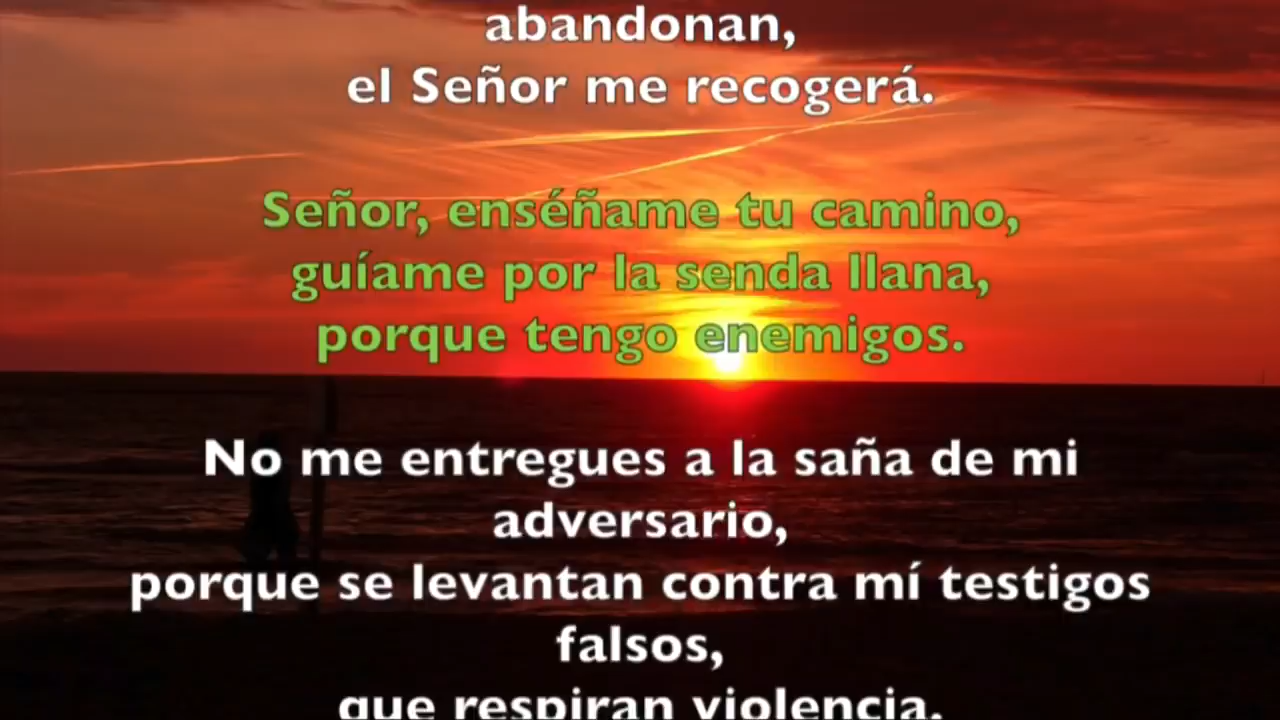 abandonan,
el Señor me recogerá.
Señor, enséñame tu camino,
guíame por la senda llana,
porque tengo enemigos.
No me entregues a la saña de mi
adversario,
porque se levantan contra mí testigos
falsos,
que respiran violencia.